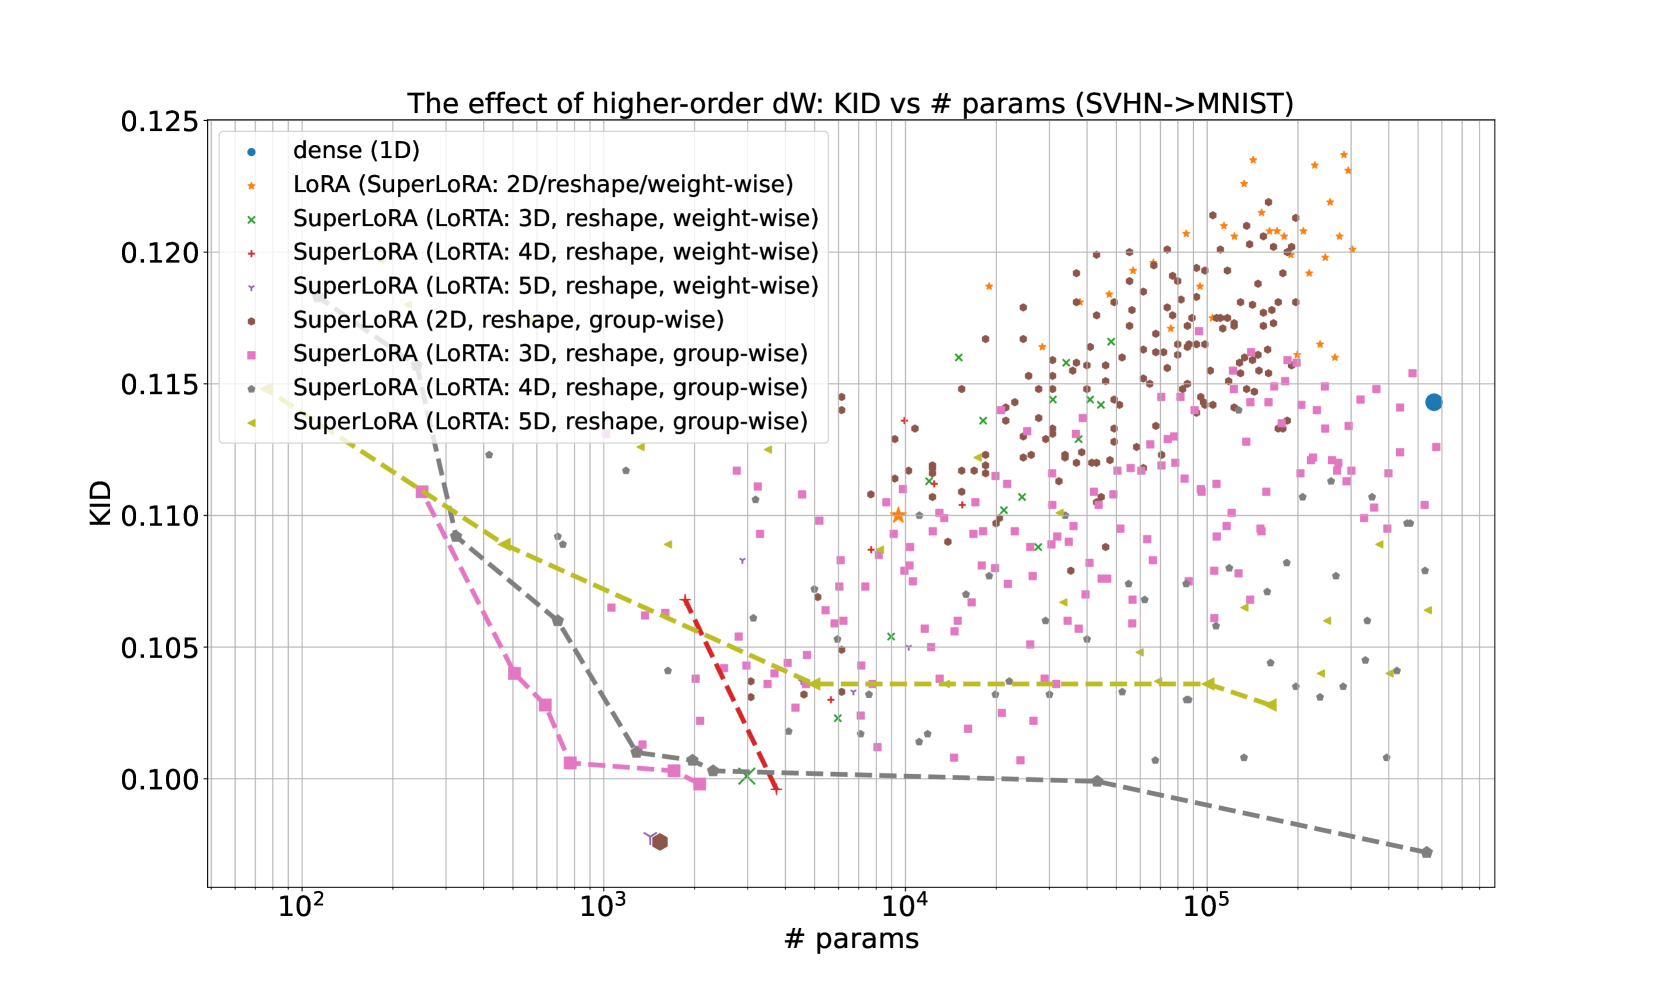 The effect of higher-order dW: KID vs # params (SVHN->MNIST)
0.125
0.120
0.115
0.110
0.105
0.100
KID
dense (1D)
LoRA (SuperLoRA: 2D/reshape/weight-wise)
SuperLoRA (LoRTA: 3D, reshape, weight-wise)
SuperLoRA (LoRTA: 4D, reshape, weight-wise)
SuperLoRA (LoRTA: 5D, reshape, weight-wise)
SuperLoRA (2D, reshape, group-wise)
SuperLoRA (LoRTA: 3D, reshape, group-wise)
SuperLoRA (LoRTA: 4D, reshape, group-wise)
SuperLoRA (LoRTA: 5D, reshape, group-wise)
10² 10³ 10⁴ 10⁵
# params